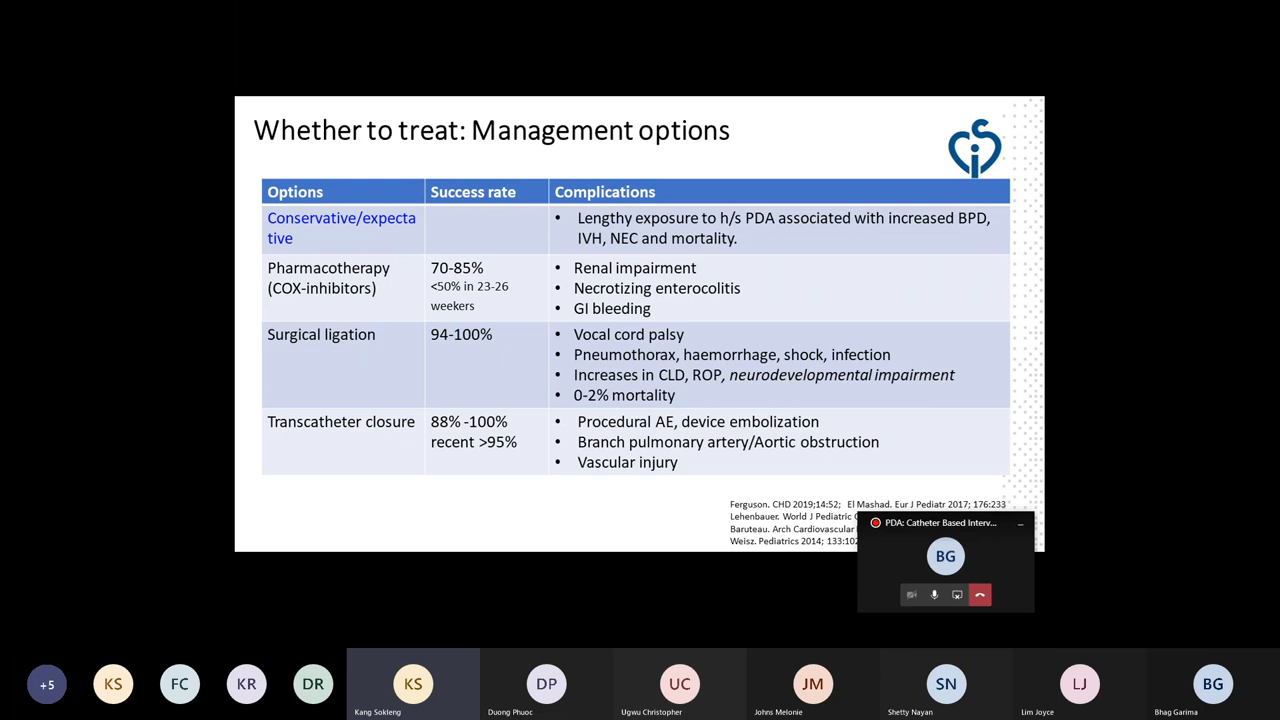 Whether to treat: Management options
Options Success rate Complications
Conservative/expecta
tive
• Lengthy exposure to h/s PDA associated with increased BPD,
IVH, NEC and mortality.
Pharmacotherapy
(COX-inhibitors)
70-85%
<50% in 23-26
weekers
• Renal impairment
• Necrotizing enterocolitis
• GI bleeding
Surgical ligation
94-100%
• Vocal cord palsy
• Pneumothorax, haemorrhage, shock, infection
• Increases in CLD, ROP, neurodevelopmental impairment
• 0-2% mortality
Transcatheter closure
88% -100%
recent >95%
• Procedural AE, device embolization
• Branch pulmonary artery/Aortic obstruction
• Vascular injury
Ferguson. CHD 2019;14:52; El Mashad. Eur J Pediatr 2017; 176:233
Lehenbauer. World J Pediatric
Baruteau. Arch Cardiovascular
Weisz. Pediatrics 2014;
PDA: Catheter Based Interv...
BG
+5 KS FC KR DR KS DP UC JM SN LJ BG
Kang Sokleng Duong Phuoc Ugwu Christopher Johns Melonie Shetty Nayan Lim Joyce Bhag Garima